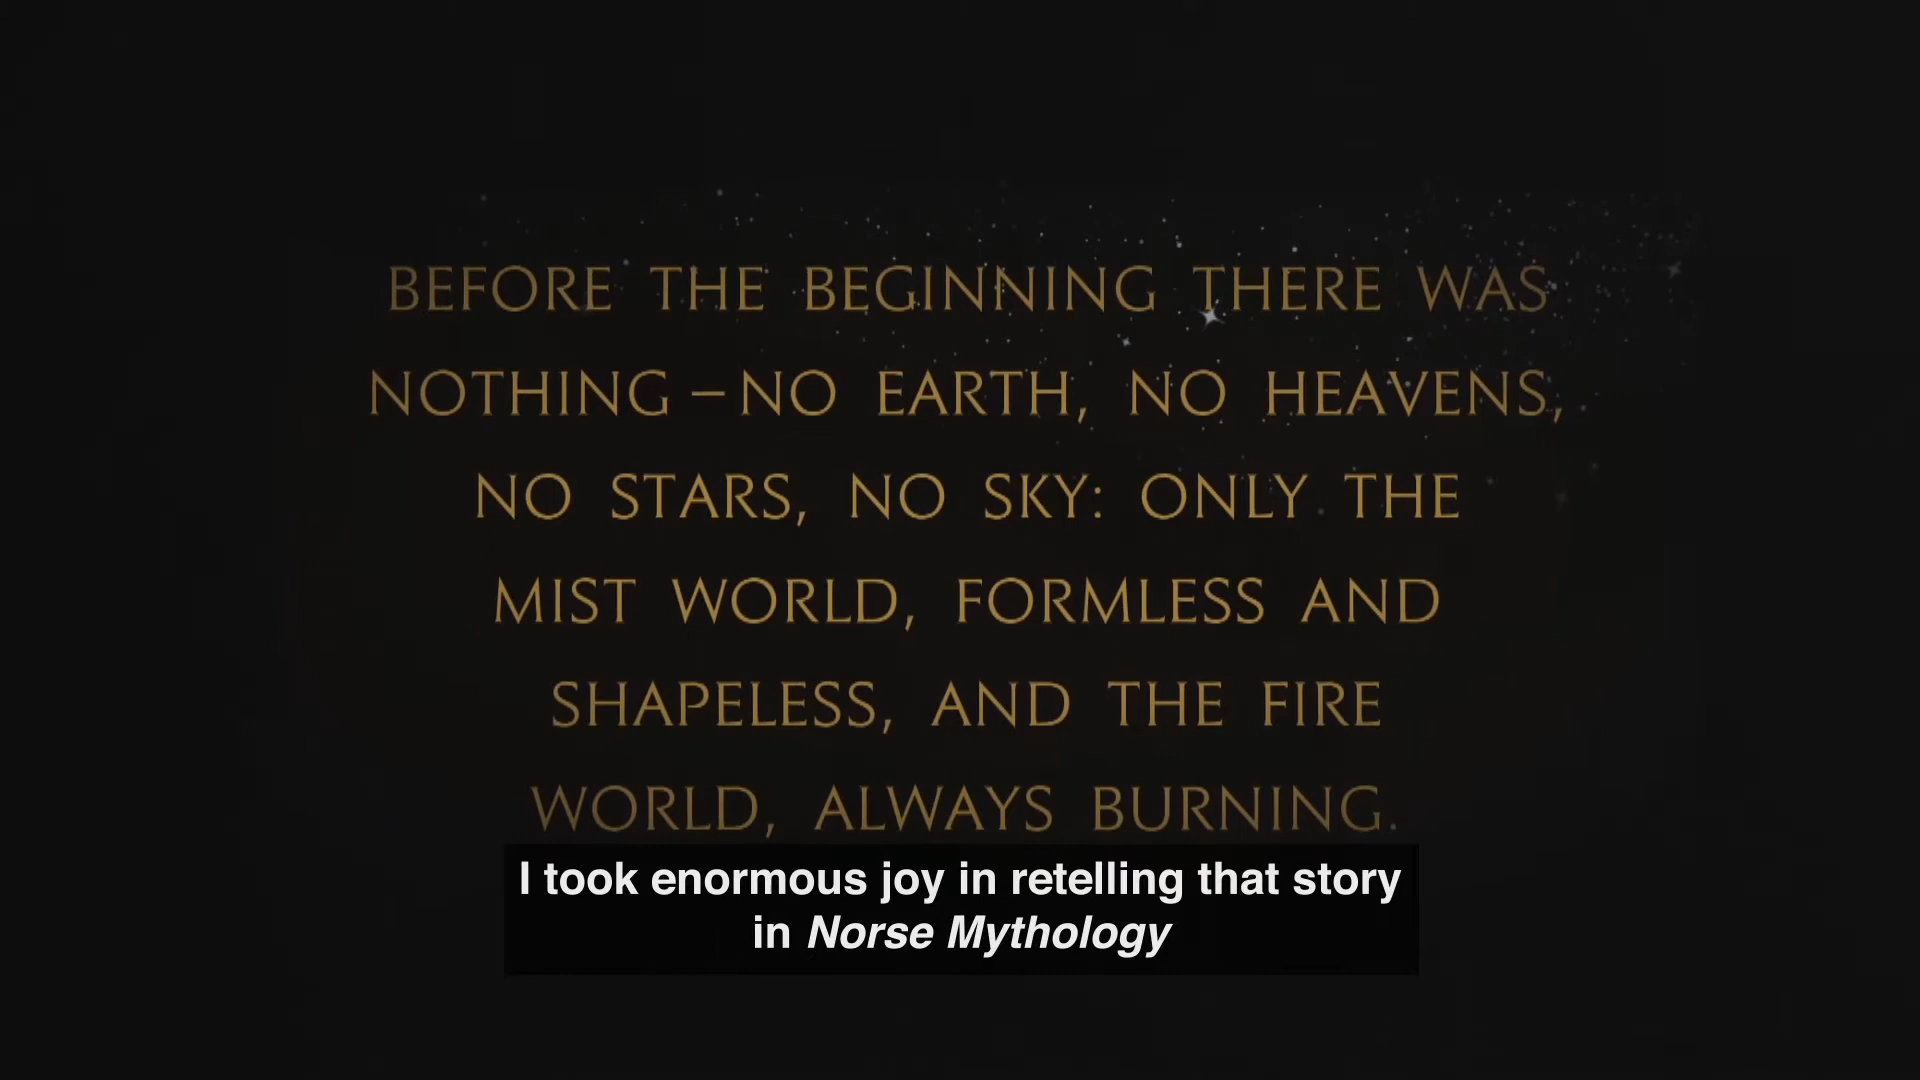 BEFORE THE BEGINNING THERE WAS
NOTHING – NO EARTH, NO HEAVENS,
NO STARS, NO SKY: ONLY THE
MIST WORLD, FORMLESS AND
SHAPELESS, AND THE FIRE
WORLD, ALWAYS BURNING.
I took enormous joy in retelling that story
in Norse Mythology